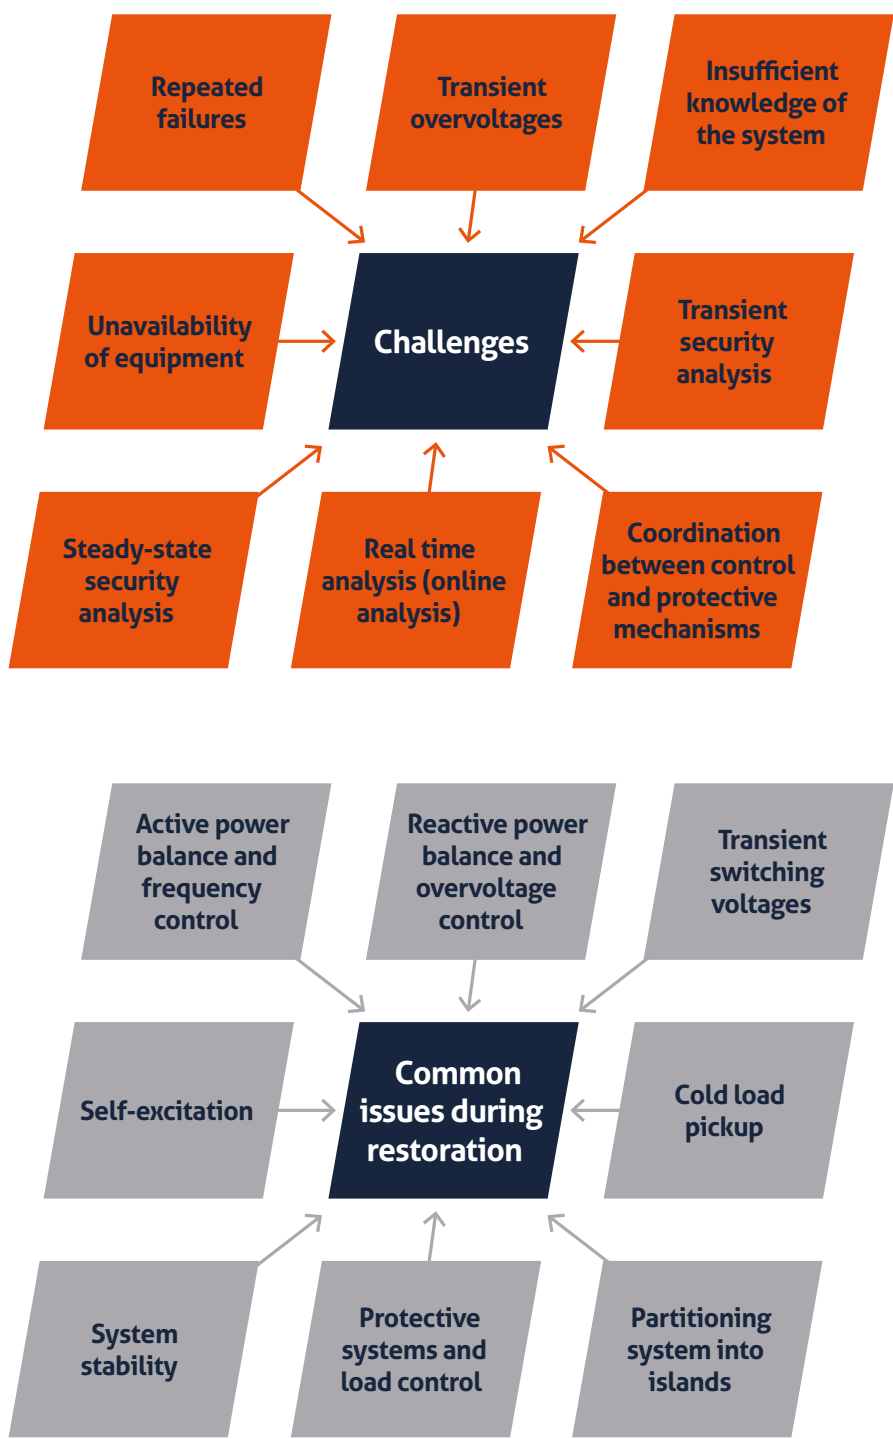 Repeated
failures
Transient
overvoltages
Insufficient
knowledge of
the system
Unavailability
of equipment
Challenges
Transient
security
analysis
Steady-state
security
analysis
Real time
analysis (online
analysis)
Coordination
between control
and protective
mechanisms
Active power
balance and
frequency
control
Reactive power
balance and
overvoltage
control
Transient
switching
voltages
Self-excitation
Common
issues during
restoration
Cold load
pickup
System
stability
Protective
systems and
load control
Partitioning
system into
islands